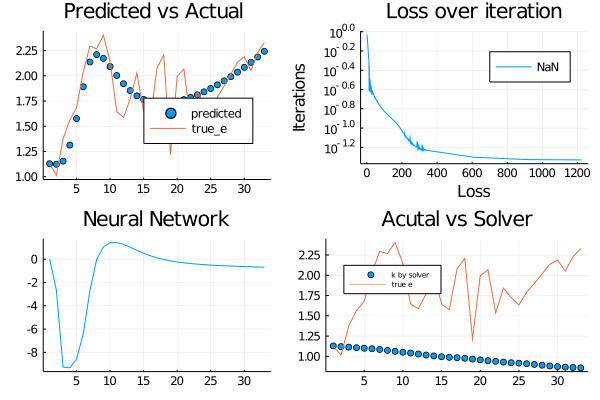 Predicted vs Actual
2.25
2.00
1.75
1.50
1.25
1.00
5 10 15 20 25 30
predicted
true_e
Loss over iteration
Iterations
10^0.0
10^-0.2
10^-0.4
10^-0.6
10^-0.8
10^-1.0
10^-1.2
0 200 400 600 800 1000 1200
Loss
NaN
Neural Network
0
-2
-4
-6
-8
5 10 15 20 25 30
Acutal vs Solver
2.25
2.00
1.75
1.50
1.25
1.00
5 10 15 20 25 30
k by solver
true e